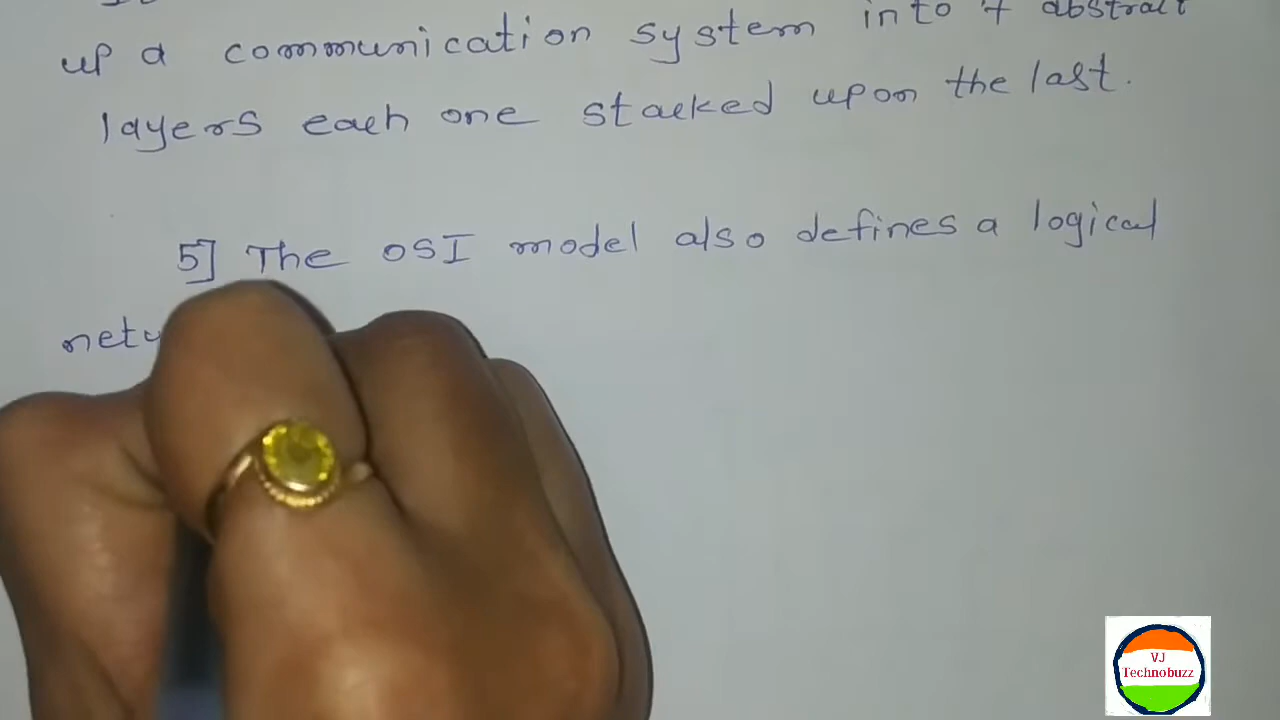 up a communication system into 7 abstract
layers each one stacked upon the last.
5] The OSI model also defines a logical
VJ
Technobuzz